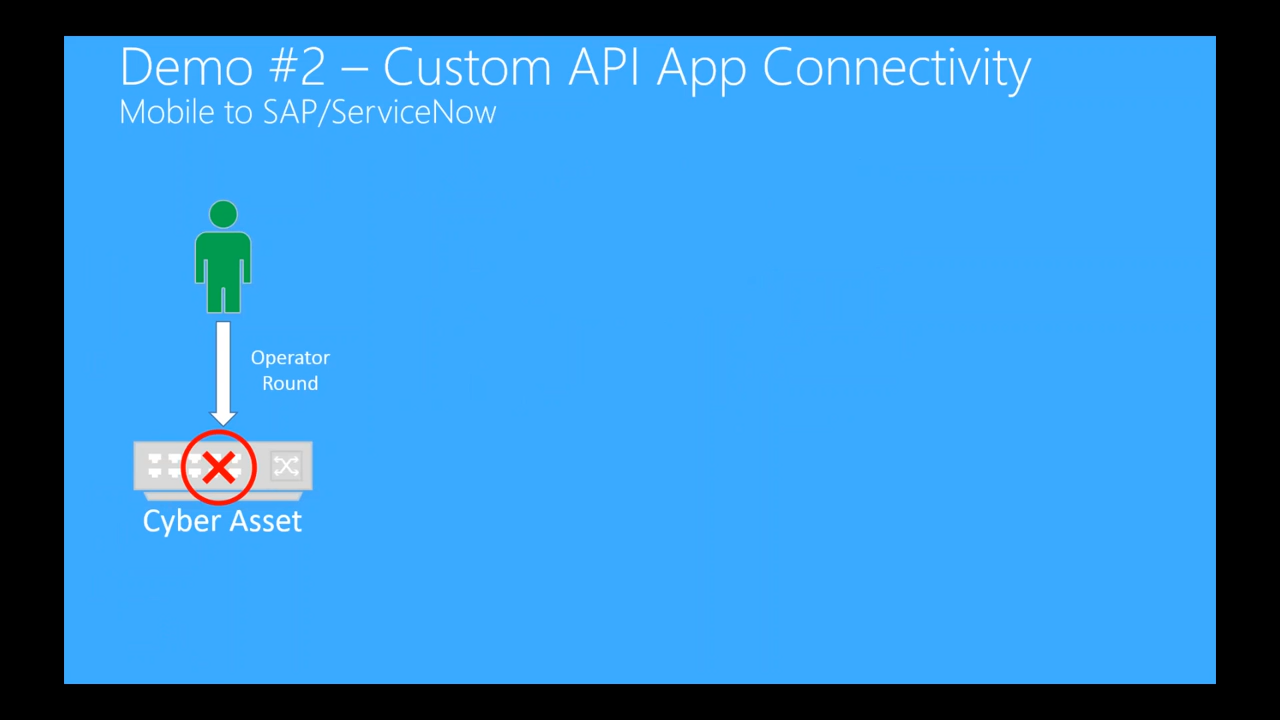 Demo #2 – Custom API App Connectivity
Mobile to SAP/ServiceNow
Operator
Round
Cyber Asset